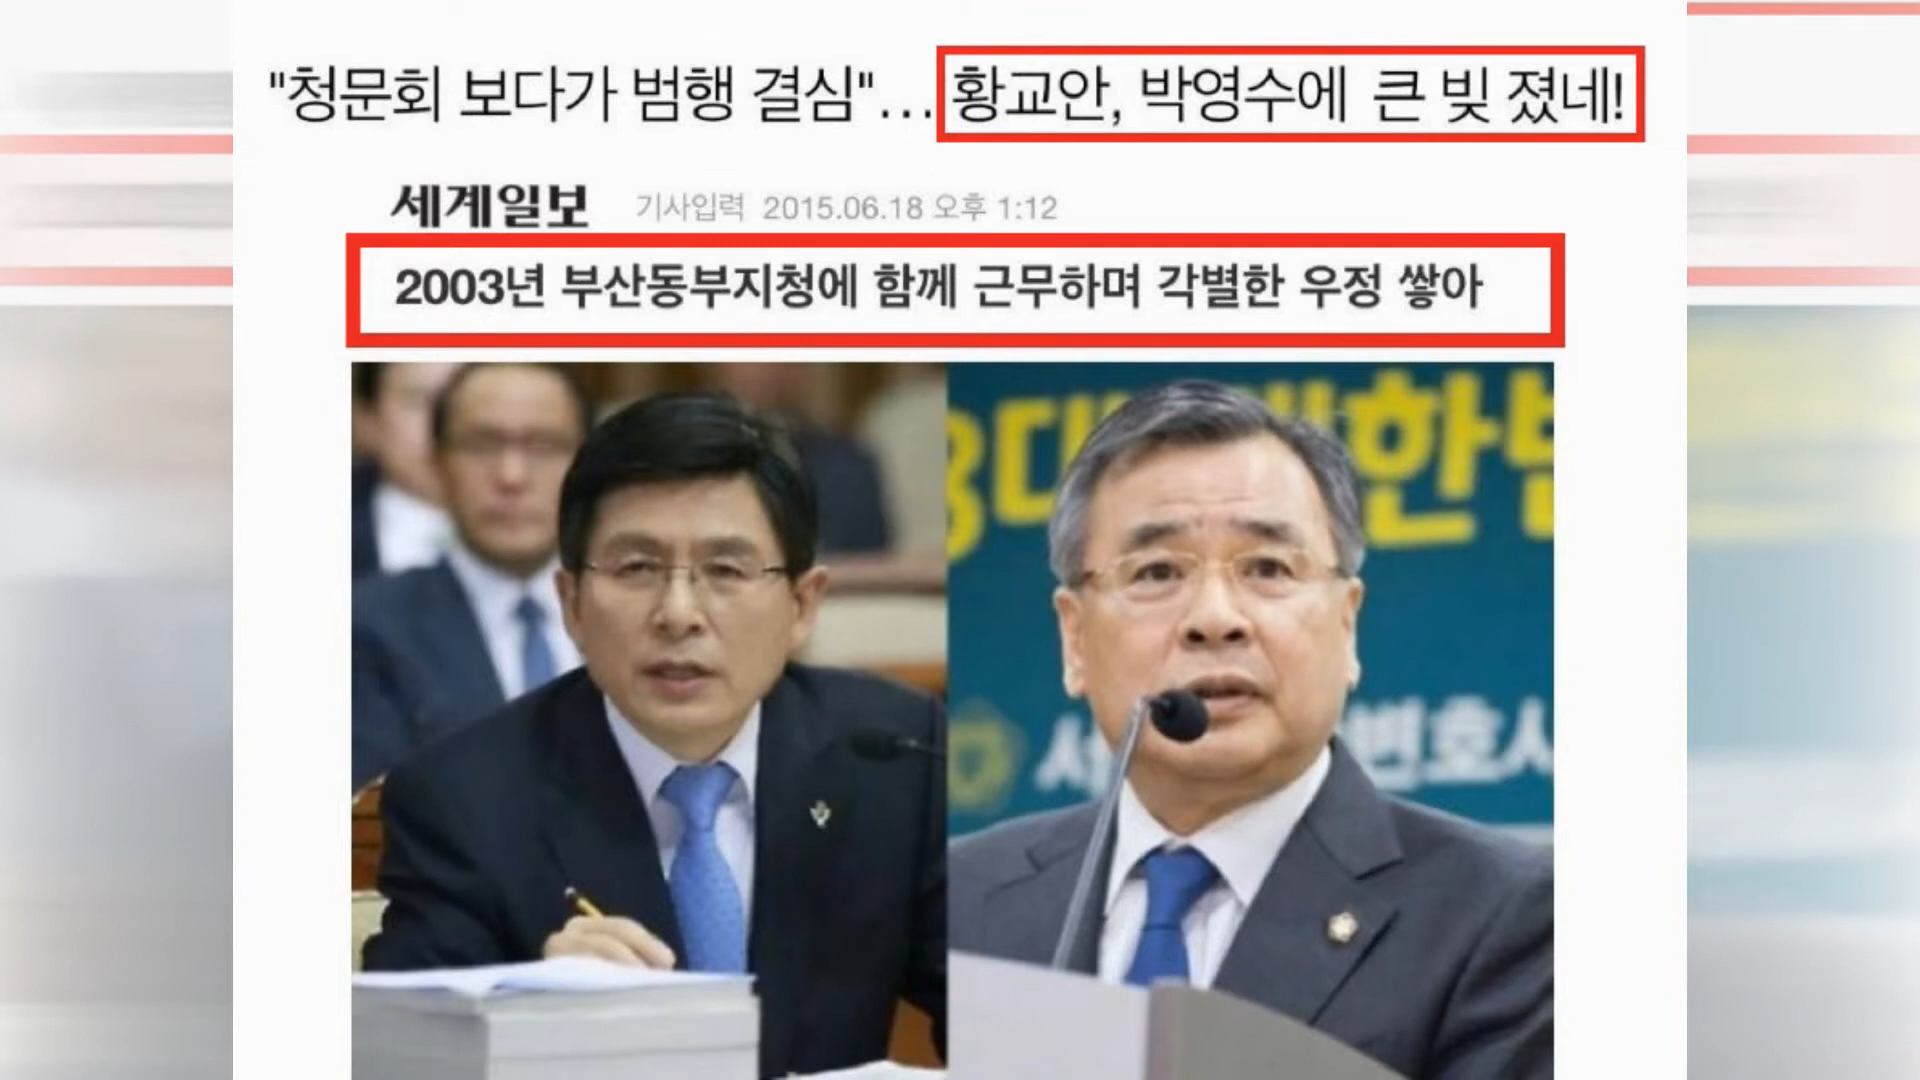 "청문회 보다가 범행 결심"... 황교안, 박영수에 큰 빚 졌네!
세계일보 기사입력 2015.06.18 오후 1:12
2003년 부산동부지청에 함께 근무하며 각별한 우정 쌓아